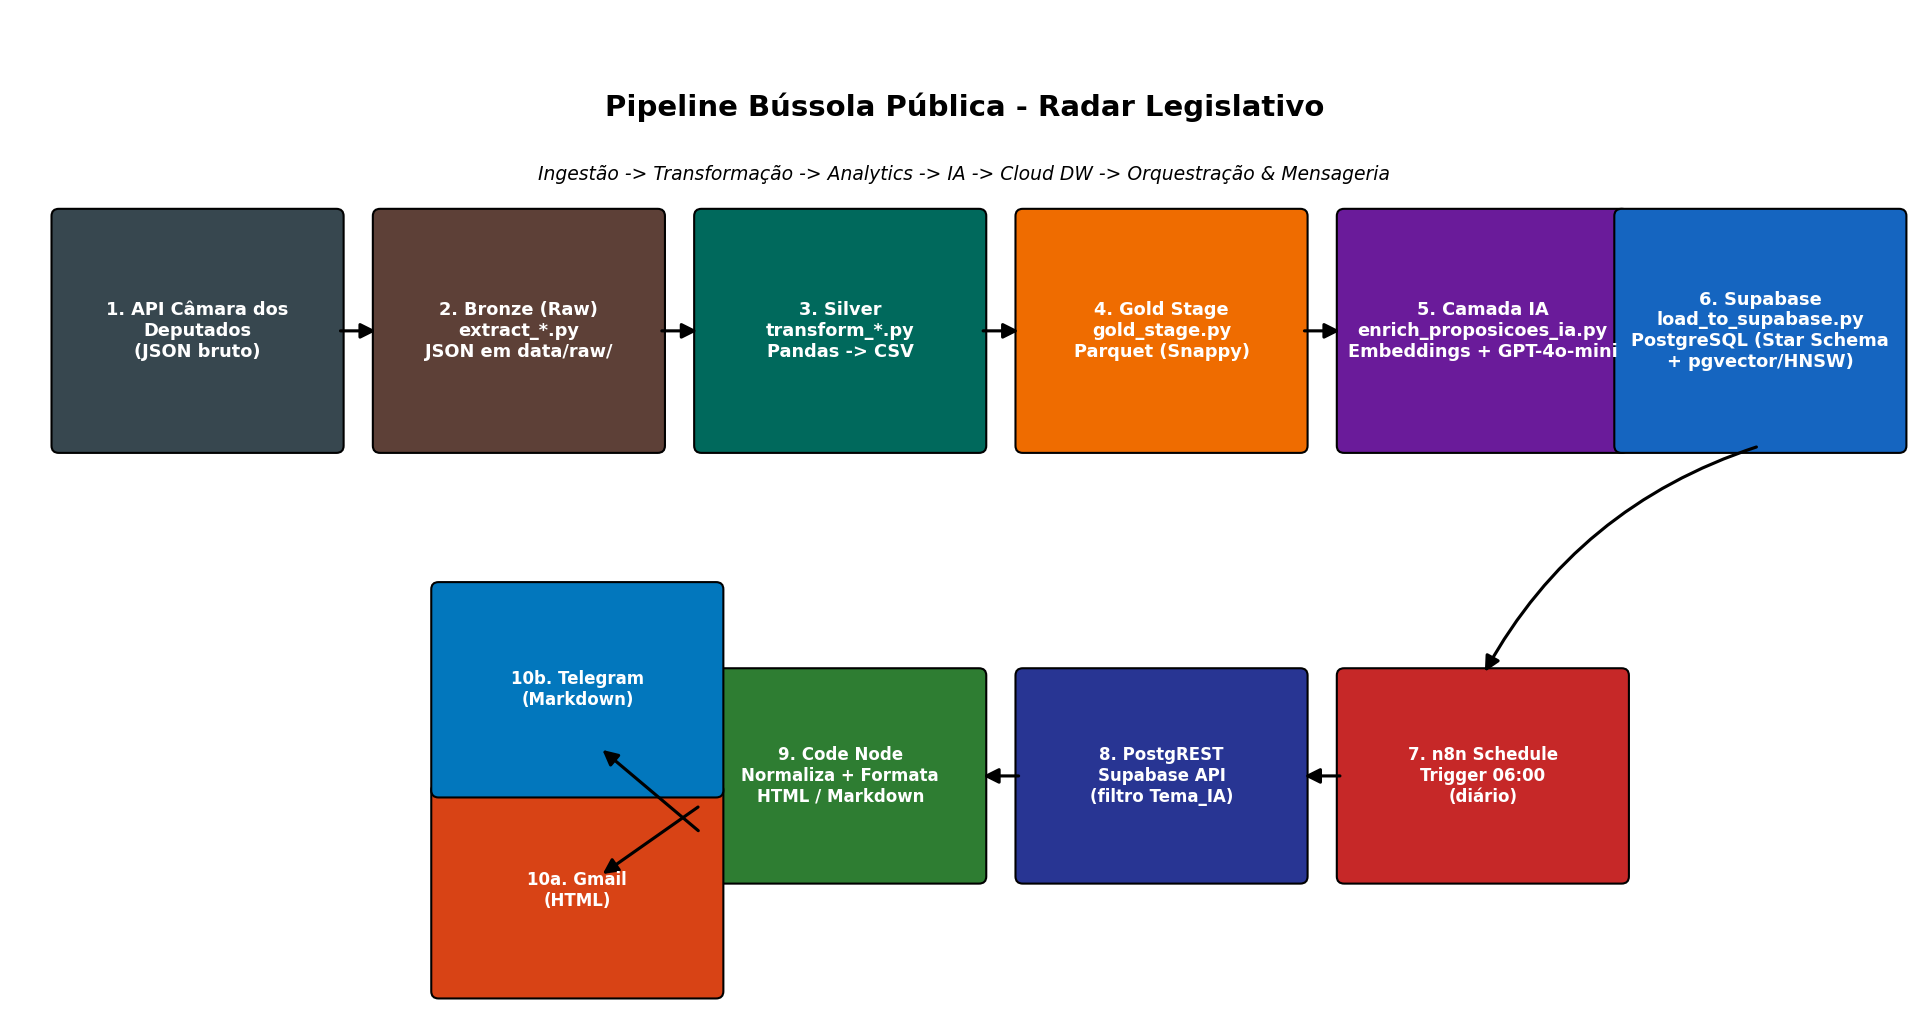 Pipeline Bússola Pública - Radar Legislativo
Ingestão -> Transformação -> Analytics -> IA -> Cloud DW -> Orquestração & Mensageria
1. API Câmara dos
Deputados
(JSON bruto)
2. Bronze (Raw)
extract_*.py
JSON em data/raw/
3. Silver
transform_*.py
Pandas -> CSV
4. Gold Stage
gold_stage.py
Parquet (Snappy)
5. Camada IA
enrich_proposicoes_ia.py
Embeddings + GPT-4o-mini
6. Supabase
load_to_supabase.py
PostgreSQL (Star Schema
+ pgvector/HNSW)
7. n8n Schedule
Trigger 06:00
(diário)
8. PostgREST
Supabase API
(filtro Tema_IA)
9. Code Node
Normaliza + Formata
HTML / Markdown
10b. Telegram
(Markdown)
10a. Gmail
(HTML)